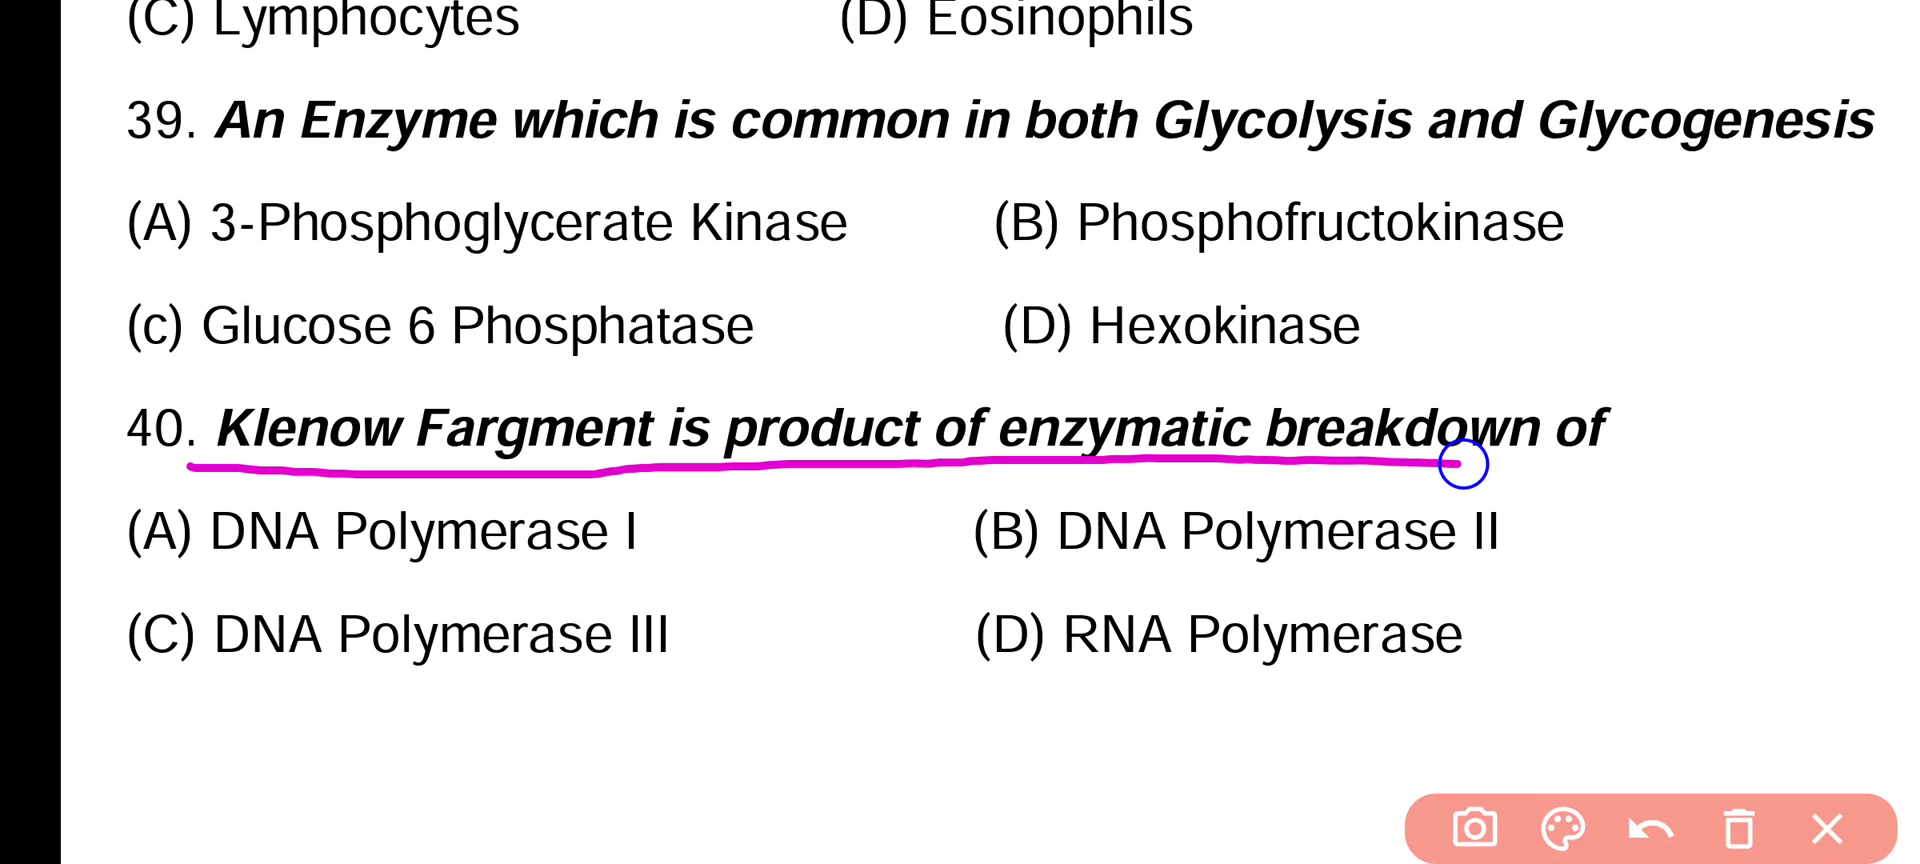 (C) Lymphocytes (D) Eosinophils
39. An Enzyme which is common in both Glycolysis and Glycogenesis
(A) 3-Phosphoglycerate Kinase (B) Phosphofructokinase
(c) Glucose 6 Phosphatase (D) Hexokinase
40. Klenow Fargment is product of enzymatic breakdown of
(A) DNA Polymerase I (B) DNA Polymerase II
(C) DNA Polymerase III (D) RNA Polymerase